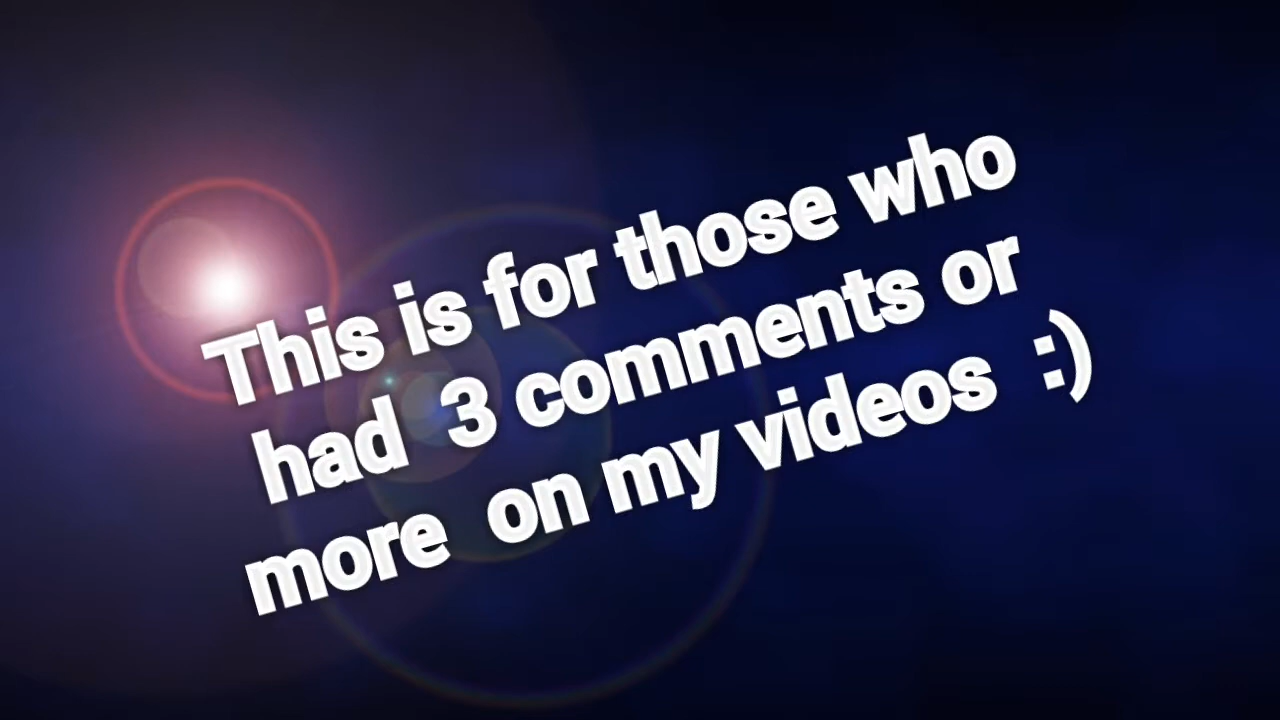 This is for those who
had  3 comments or
more  on my videos  :)